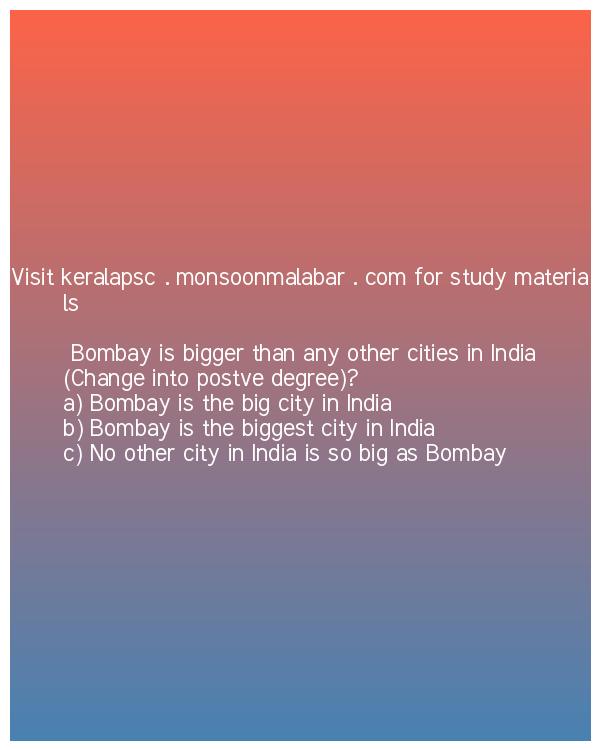 Visit keralapsc . monsoonmalabar . com for study materia
ls
Bombay is bigger than any other cities in India
(Change into postve degree)?
a) Bombay is the big city in India
b) Bombay is the biggest city in India
c) No other city in India is so big as Bombay